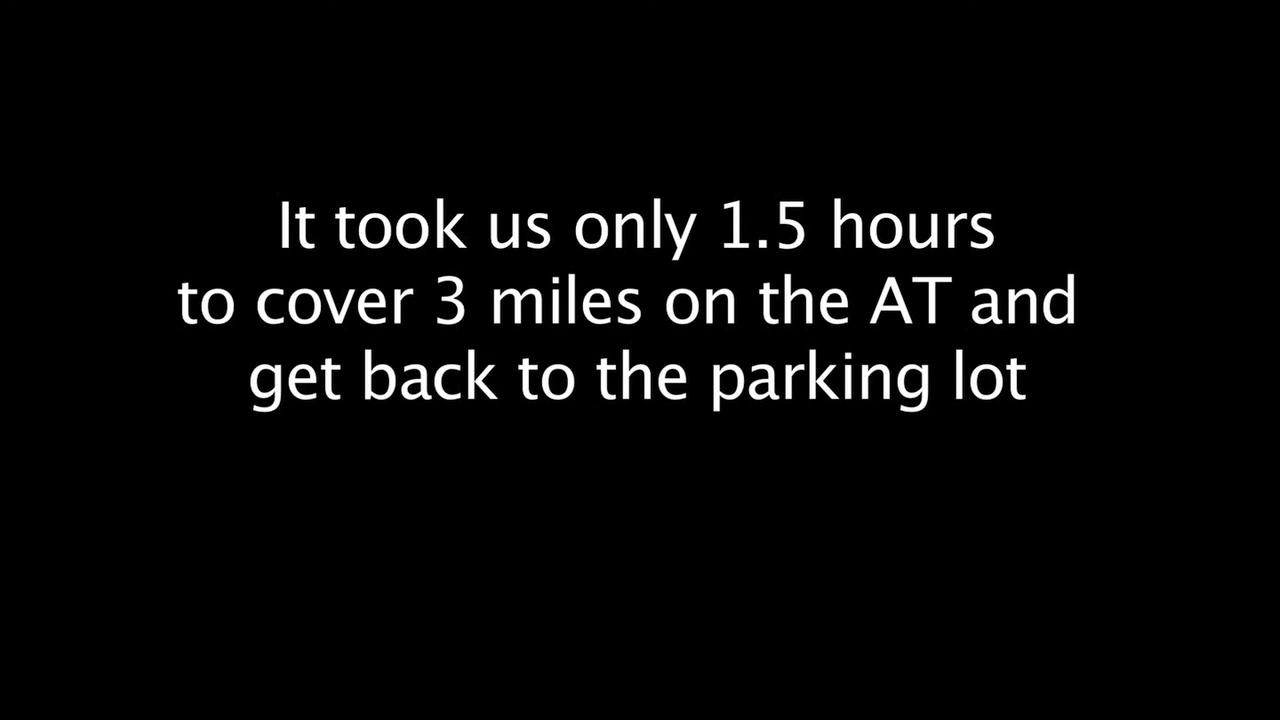 It took us only 1.5 hours
to cover 3 miles on the AT and
get back to the parking lot